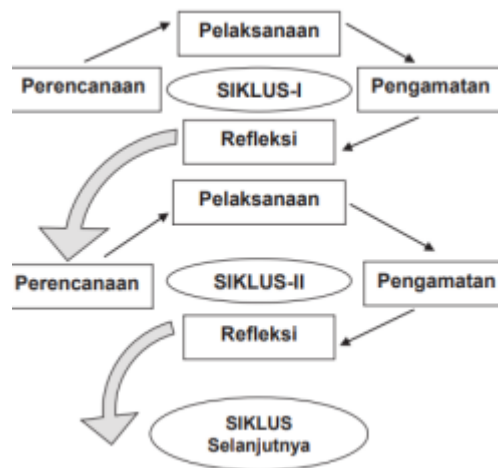 Pelaksanaan
Perencanaan
SIKLUS-I
Pengamatan
Refleksi
Pelaksanaan
Perencanaan
SIKLUS-II
Pengamatan
Refleksi
SIKLUS
Selanjutnya